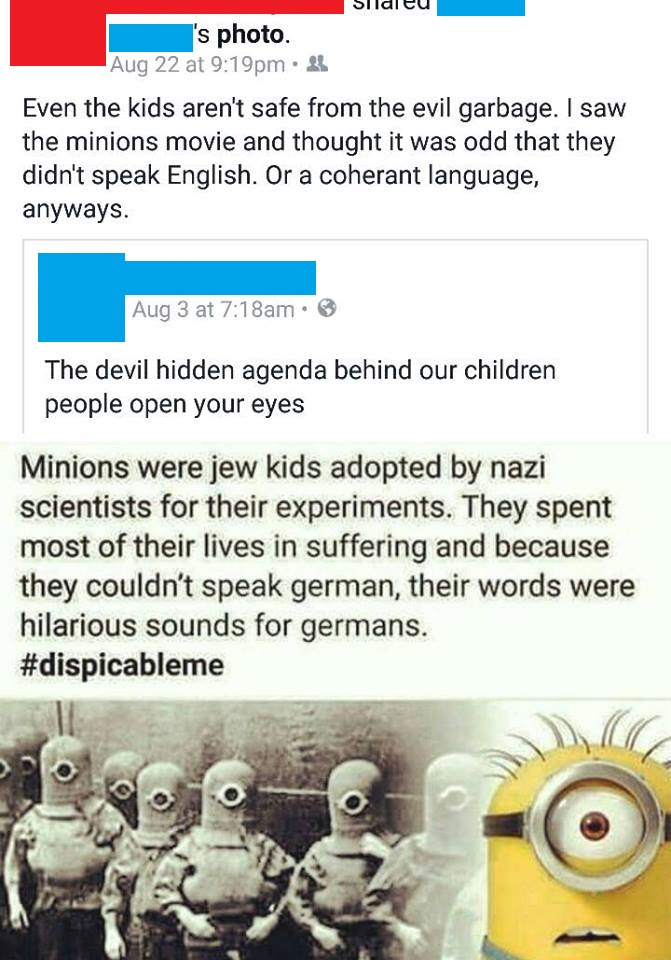 shared
's photo.
Aug 22 at 9:19pm •
Even the kids aren't safe from the evil garbage. I saw
the minions movie and thought it was odd that they
didn't speak English. Or a coherant language,
anyways.
Aug 3 at 7:18am •
The devil hidden agenda behind our children
people open your eyes
Minions were jew kids adopted by nazi
scientists for their experiments. They spent
most of their lives in suffering and because
they couldn't speak german, their words were
hilarious sounds for germans.
#dispicableme